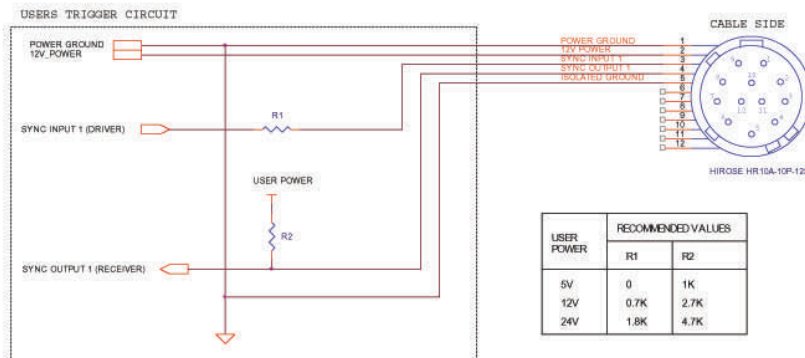 USERS TRIGGER CIRCUIT
CABLE SIDE
POWER GROUND
12V_POWER
SYNC INPUT 1 (DRIVER)
R1
USER POWER
R2
SYNC OUTPUT 1 (RECEIVER)
POWER GROUND 1
12V POWER 2
SYNC INPUT 1 3
SYNC OUTPUT 1 4
ISOLATED GROUND 5
6
7
8
9
10
11
12
HIROSE HR10A-10P-12
USER POWER RECOMMENDED VALUES
R1 R2
5V 0 1K
12V 0.7K 2.7K
24V 1.8K 4.7K